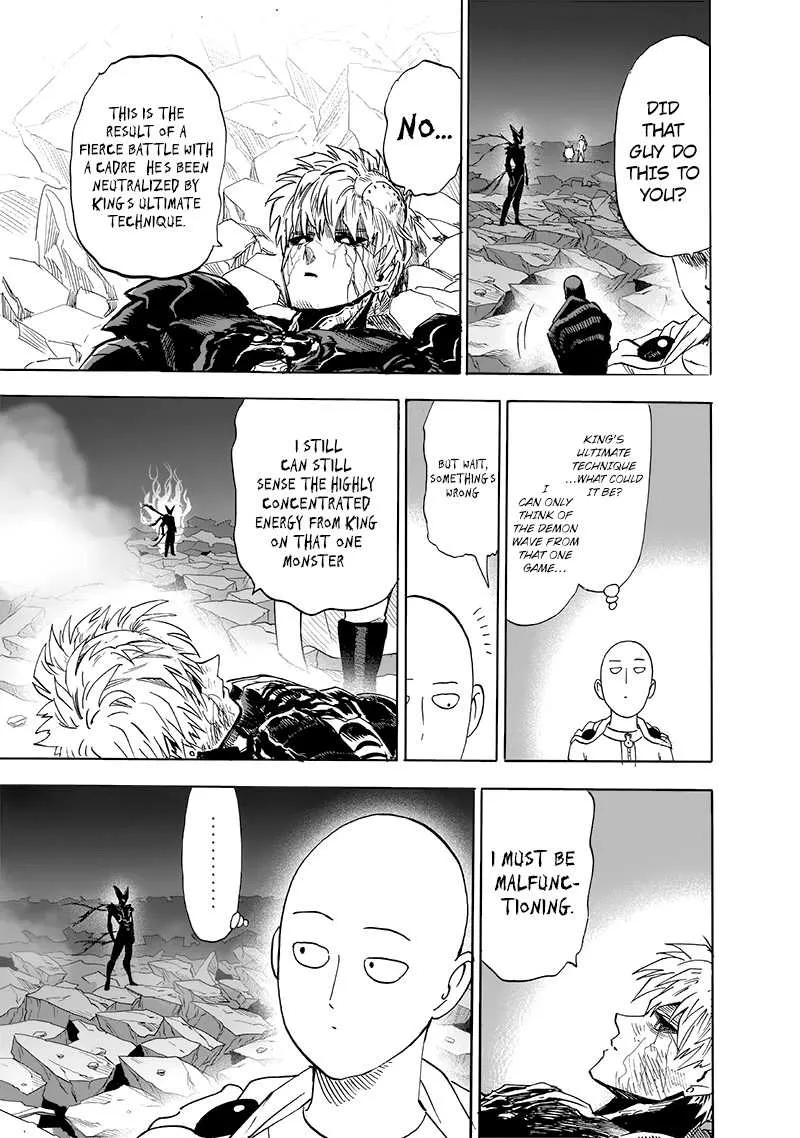 DID
THAT
GUY DO
THIS TO
YOU?
NO...
THIS IS THE
RESULT OF A
FIERCE BATTLE WITH
A CADRE HE'S BEEN
NEUTRALIZED BY
KING'S ULTIMATE
TECHNIQUE.
KING'S
ULTIMATE
TECHNIQUE
...WHAT COULD
IT BE?
I
CAN ONLY
THINK OF
THE DEMON
WAVE FROM
THAT ONE
GAME...
BUT WAIT,
SOMETHING'S
WRONG
I STILL
CAN STILL
SENSE THE HIGHLY
CONCENTRATED
ENERGY FROM KING
ON THAT ONE
MONSTER
I MUST BE
MALFUNC-
TIONING.
.........